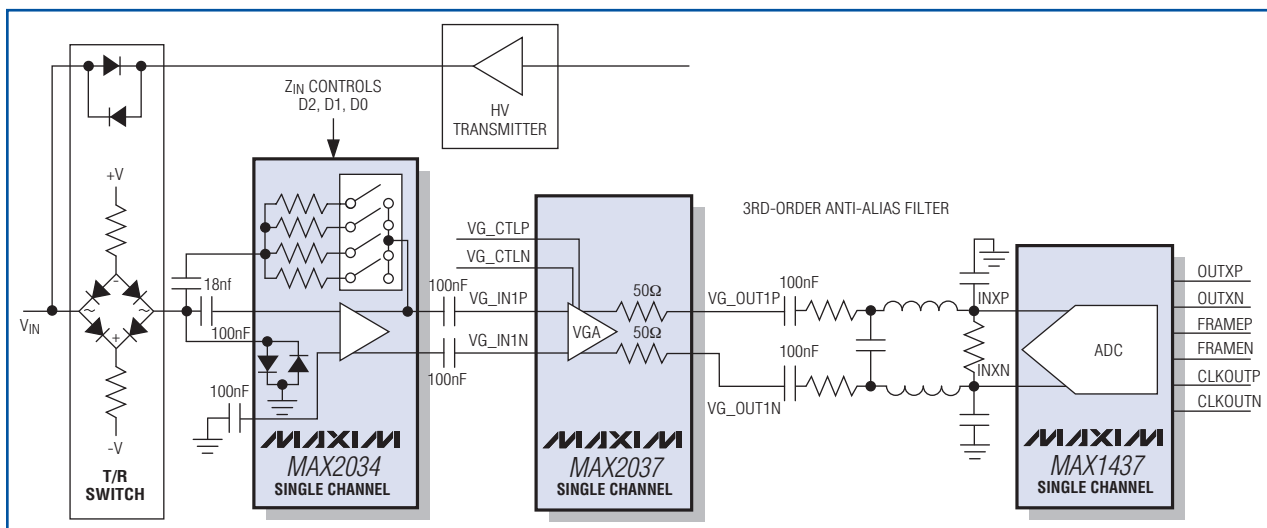 Z_IN CONTROLS
D2, D1, D0
HV
TRANSMITTER
+V
-
~
~
+
V_IN
-V
T/R
SWITCH
18nf
100nF
100nF
MAXIM
MAX2034
SINGLE CHANNEL
100nF
100nF
VG_CTLP
VG_CTLN
VG_IN1P
VG_IN1N
VGA
50Ω
50Ω
MAXIM
MAX2037
SINGLE CHANNEL
VG_OUT1P
VG_OUT1N
3RD-ORDER ANTI-ALIAS FILTER
100nF
100nF
INXP
INXN
ADC
MAXIM
MAX1437
SINGLE CHANNEL
OUTXP
OUTXN
FRAMEP
FRAMEN
CLKOUTP
CLKOUTN